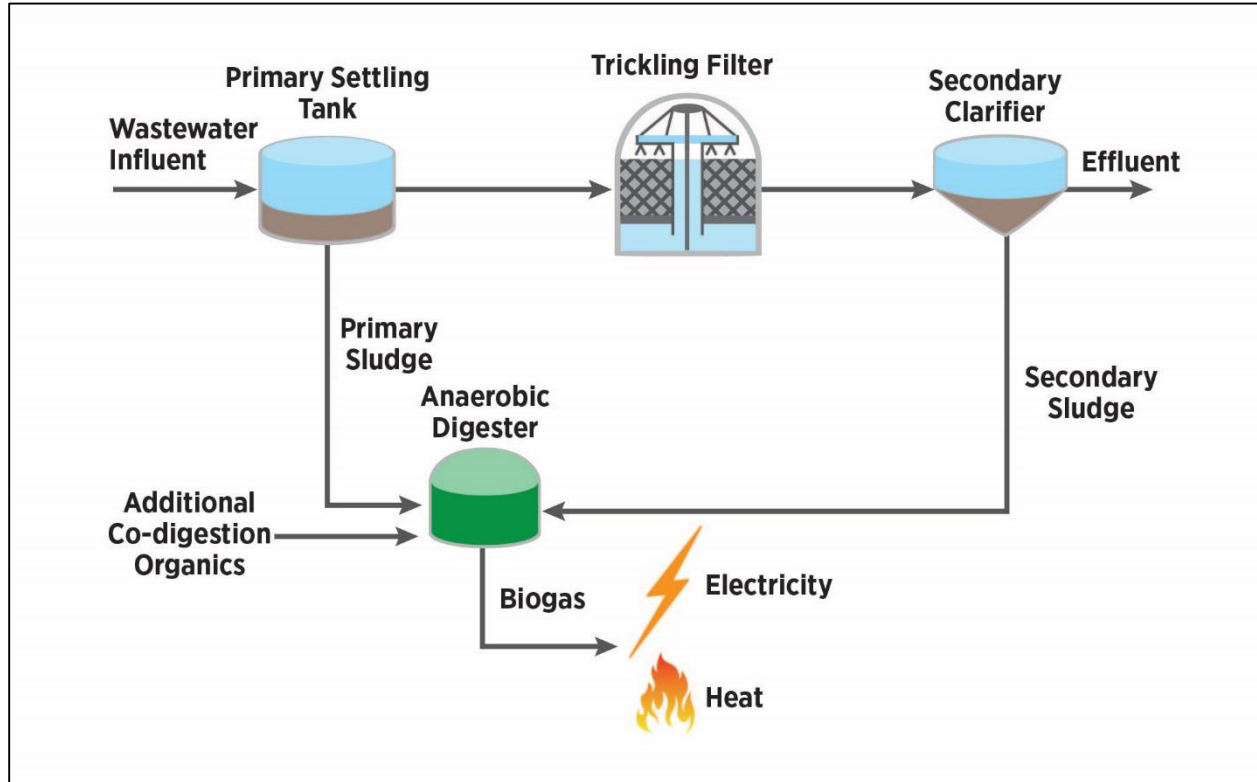 Primary Settling
Tank
Trickling Filter
Secondary
Clarifier
Wastewater
Influent
Effluent
Primary
Sludge
Secondary
Sludge
Anaerobic
Digester
Additional
Co-digestion
Organics
Biogas
Electricity
Heat